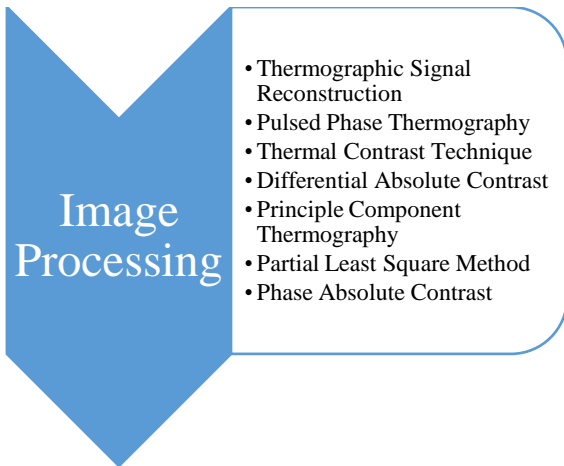 Image
Processing
• Thermographic Signal
Reconstruction
• Pulsed Phase Thermography
• Thermal Contrast Technique
• Differential Absolute Contrast
• Principle Component
Thermography
• Partial Least Square Method
• Phase Absolute Contrast